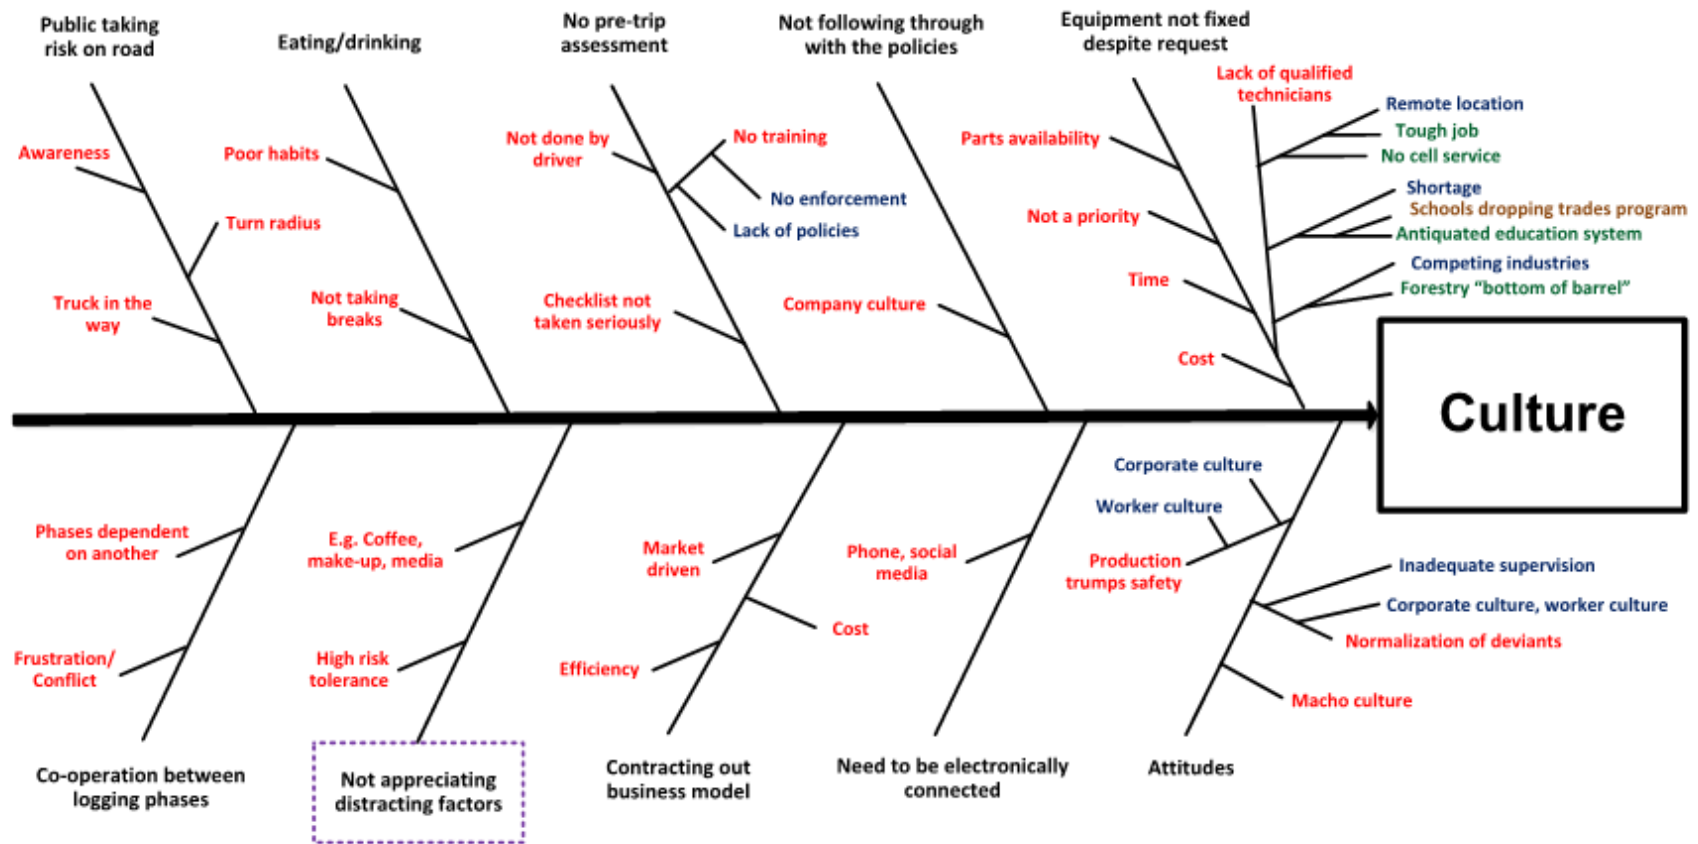 Public taking
risk on road
Eating/drinking
No pre-trip
assessment
Not following through
with the policies
Equipment not fixed
despite request
Lack of qualified
technicians
Remote location
Tough job
No cell service
Shortage
Schools dropping trades program
Antiquated education system
Competing industries
Forestry “bottom of barrel”
Awareness
Turn radius
Truck in the
way
Poor habits
Not taking
breaks
Not done by
driver
No training
No enforcement
Lack of policies
Checklist not
taken seriously
Company culture
Parts availability
Not a priority
Time
Cost
Culture
Phases dependent
on another
Frustration/
Conflict
E.g. Coffee,
make-up, media
High risk
tolerance
Market
driven
Cost
Efficiency
Phone, social
media
Corporate culture
Worker culture
Production
trumps safety
Inadequate supervision
Corporate culture, worker culture
Normalization of deviants
Macho culture
Co-operation between
logging phases
Not appreciating
distracting factors
Contracting out
business model
Need to be electronically
connected
Attitudes